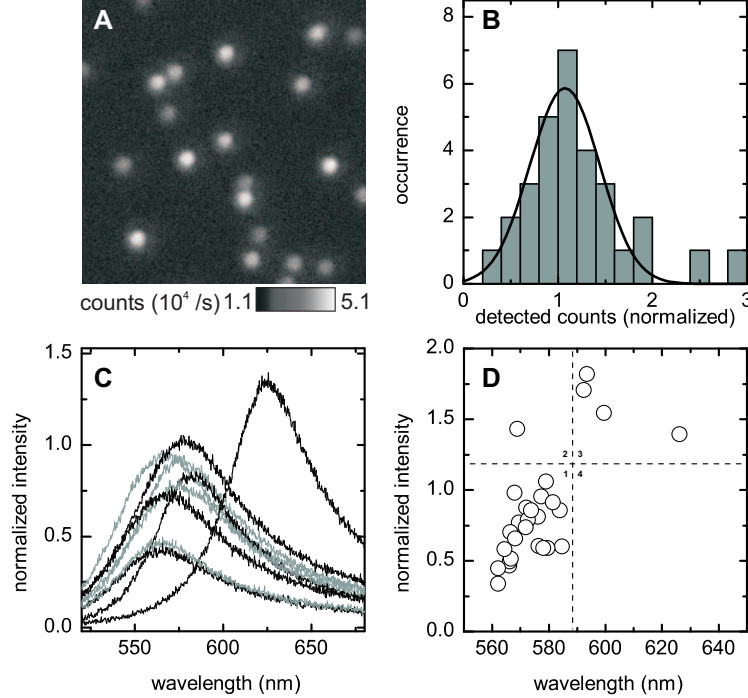 A
counts (10⁴ /s) 1.1 5.1
B
occurrence
8
6
4
2
0
0 1 2 3
detected counts (normalized)
C
normalized intensity
1.5
1.0
0.5
0.0
550 600 650
wavelength (nm)
D
normalized intensity
2.0
1.5
1.0
0.5
0.0
2 3
1 4
560 580 600 620 640
wavelength (nm)